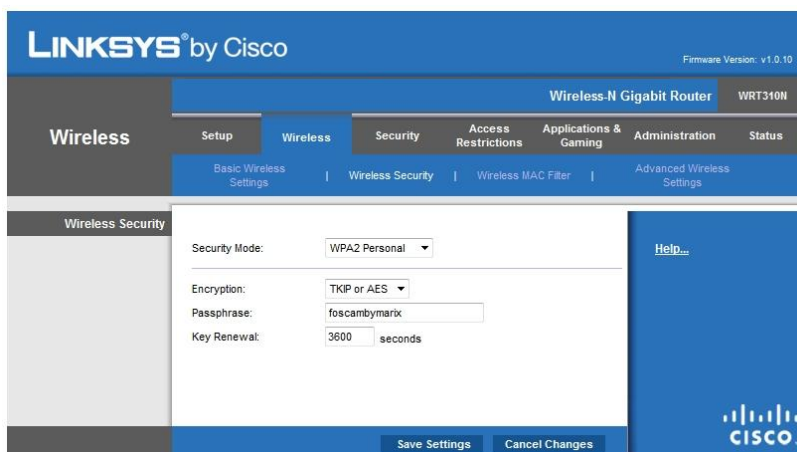 LINKSYS® by Cisco
Firmware Version: v1.0.10
Wireless-N Gigabit Router WRT310N
Wireless
Setup Wireless Security Access Restrictions Applications & Gaming Administration Status
Basic Wireless Settings | Wireless Security | Wireless MAC Filter | Advanced Wireless Settings
Wireless Security
Security Mode: WPA2 Personal
Help...
Encryption: TKIP or AES
Passphrase: foscambymarix
Key Renewal: 3600 seconds
Save Settings Cancel Changes
CISCO.